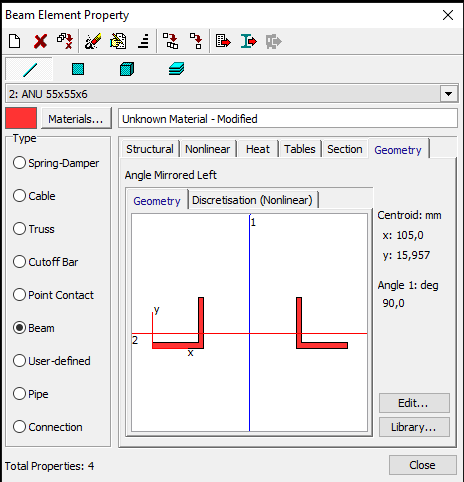 Beam Element Property
2: ANU 55x55x6
Materials...
Unknown Material - Modified
Type
Spring-Damper
Cable
Truss
Cutoff Bar
Point Contact
Beam
User-defined
Pipe
Connection
Structural Nonlinear Heat Tables Section Geometry
Angle Mirrored Left
Geometry Discretisation (Nonlinear)
1
y
2
x
Centroid: mm
x: 105,0
y: 15,957
Angle 1: deg
90,0
Edit...
Library...
Total Properties: 4
Close